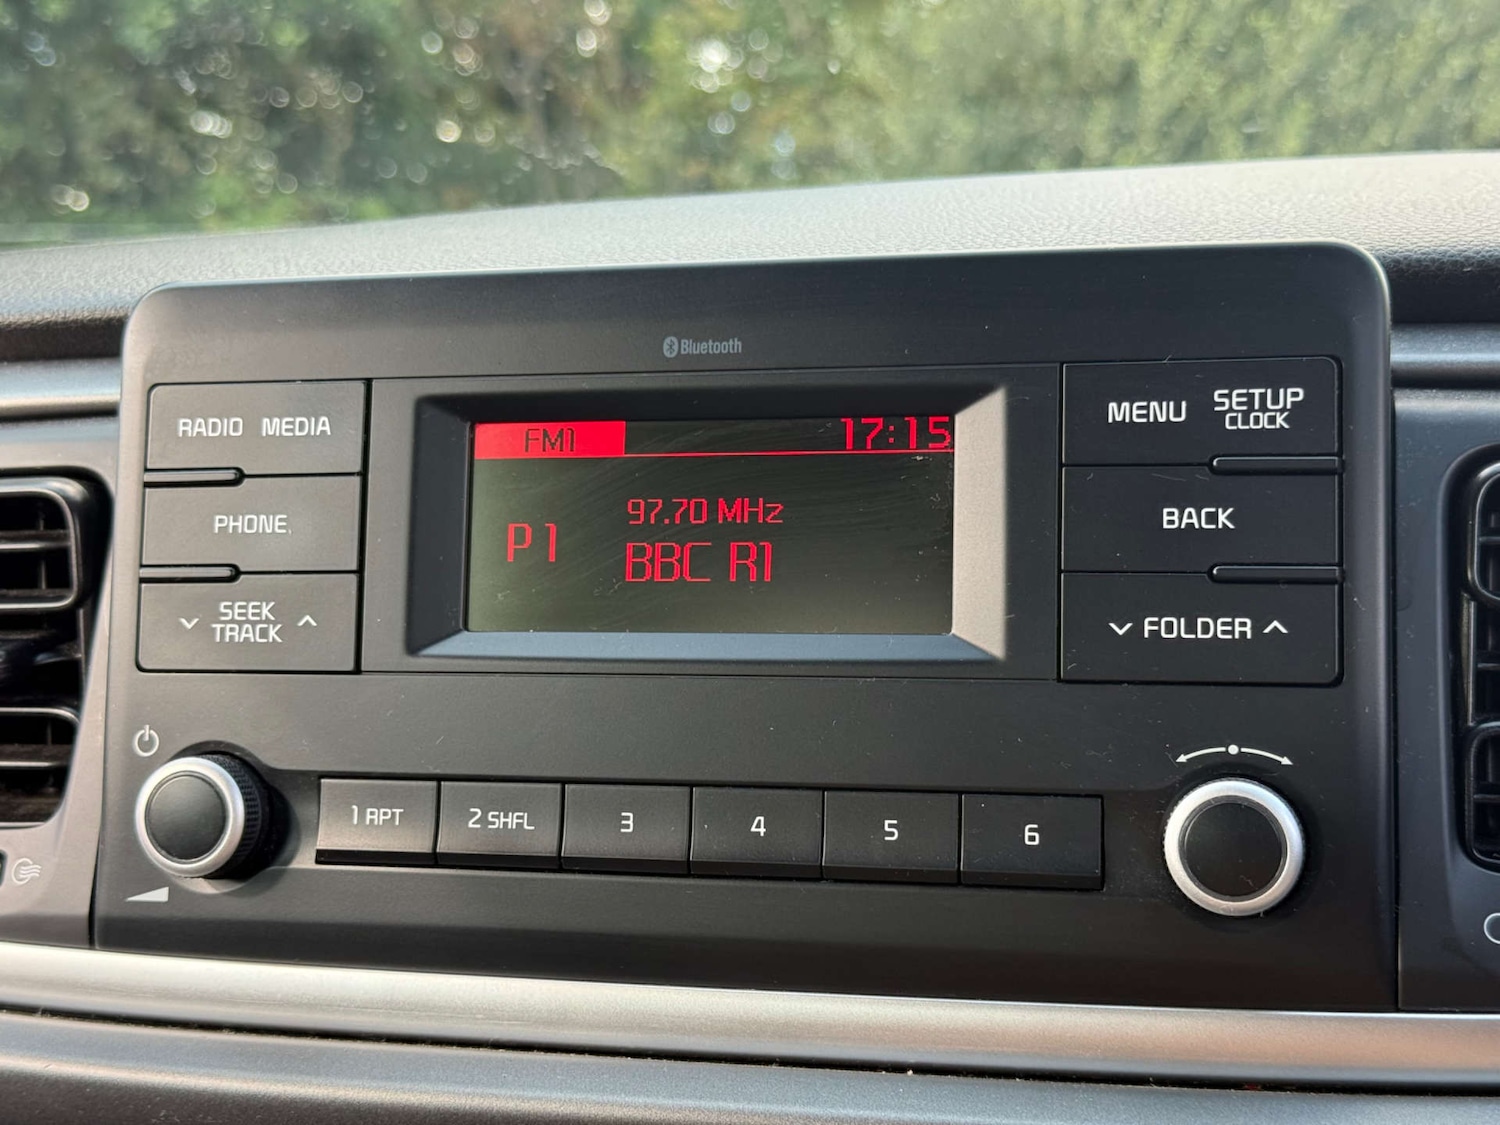 Bluetooth
RADIO MEDIA
PHONE
SEEK
TRACK
FM1 17:15
97.70 MHz
P1
BBC R1
MENU SETUP
CLOCK
BACK
FOLDER
1 RPT 2 SHFL 3 4 5 6